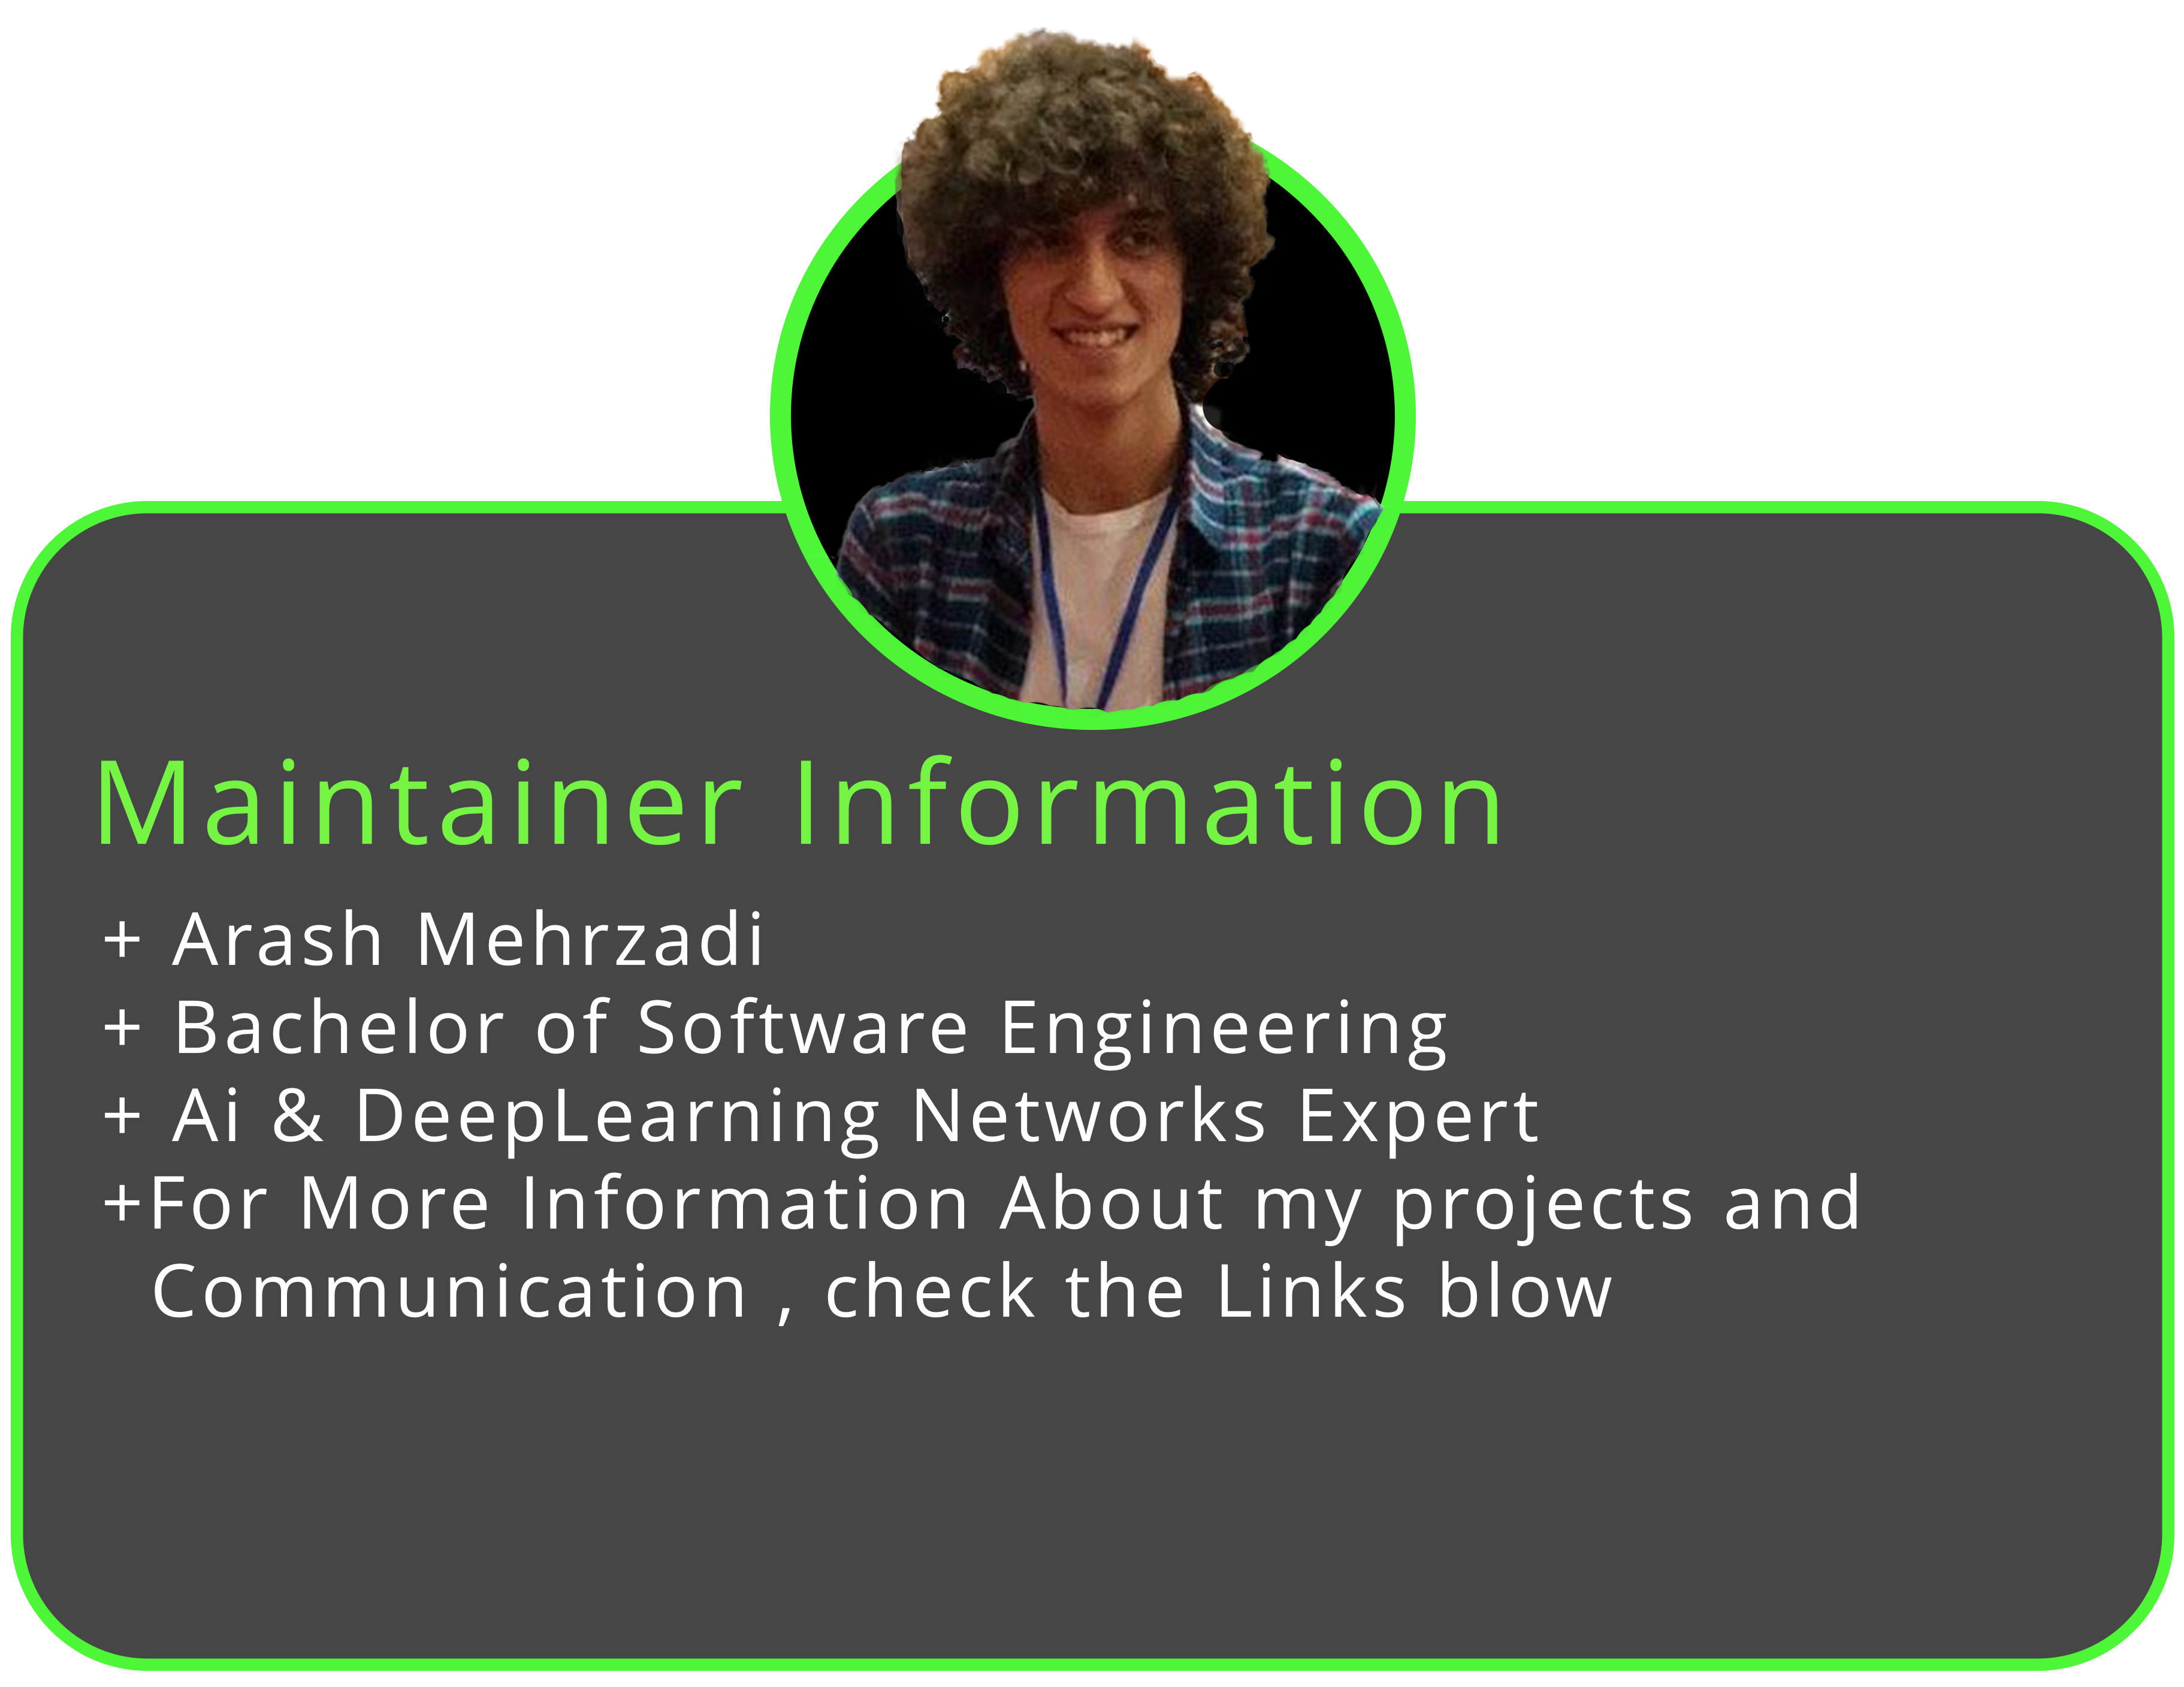 Maintainer Information
+ Arash Mehrzadi
+ Bachelor of Software Engineering
+ Ai & DeepLearning Networks Expert
+For More Information About my projects and
Communication , check the Links blow